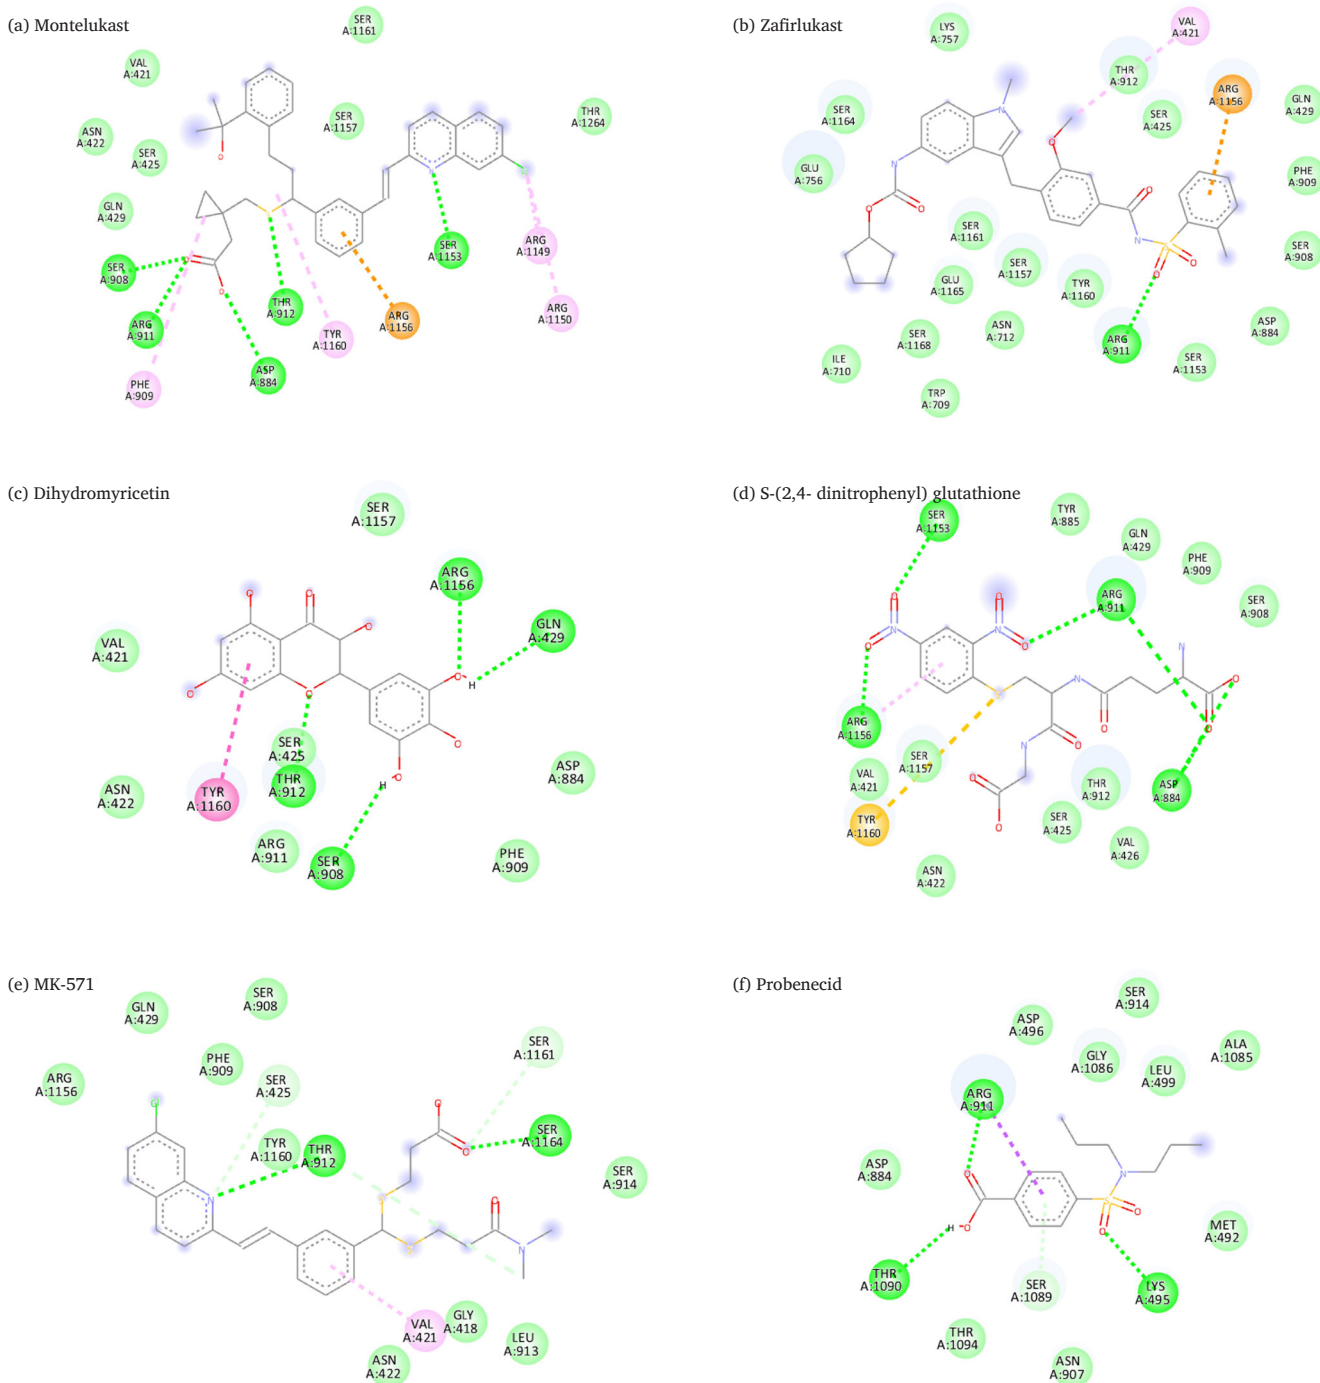 (a) Montelukast
SER
A:1161
VAL
A:421
ASN
A:422
SER
A:425
SER
A:1157
THR
A:1264
GLN
A:429
SER
A:908
ARG
A:911
PHE
A:909
THR
A:912
ASP
A:884
TYR
A:1160
ARG
A:1156
SER
A:1153
ARG
A:1149
ARG
A:1150
(b) Zafirlukast
LYS
A:757
VAL
A:421
THR
A:912
ARG
A:1156
SER
A:1164
SER
A:425
GLN
A:429
GLU
A:756
PHE
A:909
SER
A:1161
SER
A:1157
SER
A:908
GLU
A:1165
TYR
A:1160
SER
A:1168
ASN
A:712
ARG
A:911
ASP
A:884
ILE
A:710
SER
A:1153
TRP
A:709
N
O
O
O
O
N
S
O
O
(c) Dihydromyricetin
SER
A:1157
ARG
A:1156
GLN
A:429
VAL
A:421
SER
A:425
THR
A:912
ASP
A:884
ASN
A:422
TYR
A:1160
ARG
A:911
SER
A:908
PHE
A:909
O
O
O
O
O
O
H
O
H
O
(d) S-(2,4- dinitrophenyl) glutathione
SER
A:1153
TYR
A:885
GLN
A:429
PHE
A:909
ARG
A:911
SER
A:908
ARG
A:1156
SER
A:1157
VAL
A:421
THR
A:912
ASP
A:884
TYR
A:1160
SER
A:425
VAL
A:426
ASN
A:422
(e) MK-571
SER
A:908
GLN
A:429
PHE
A:909
SER
A:1161
ARG
A:1156
SER
A:425
TYR
A:1160
THR
A:912
SER
A:1164
SER
A:914
VAL
A:421
GLY
A:418
LEU
A:913
ASN
A:422
(f) Probenecid
SER
A:914
ASP
A:496
GLY
A:1086
LEU
A:499
ALA
A:1085
ARG
A:911
ASP
A:884
MET
A:492
THR
A:1090
SER
A:1089
LYS
A:495
THR
A:1094
ASN
A:907